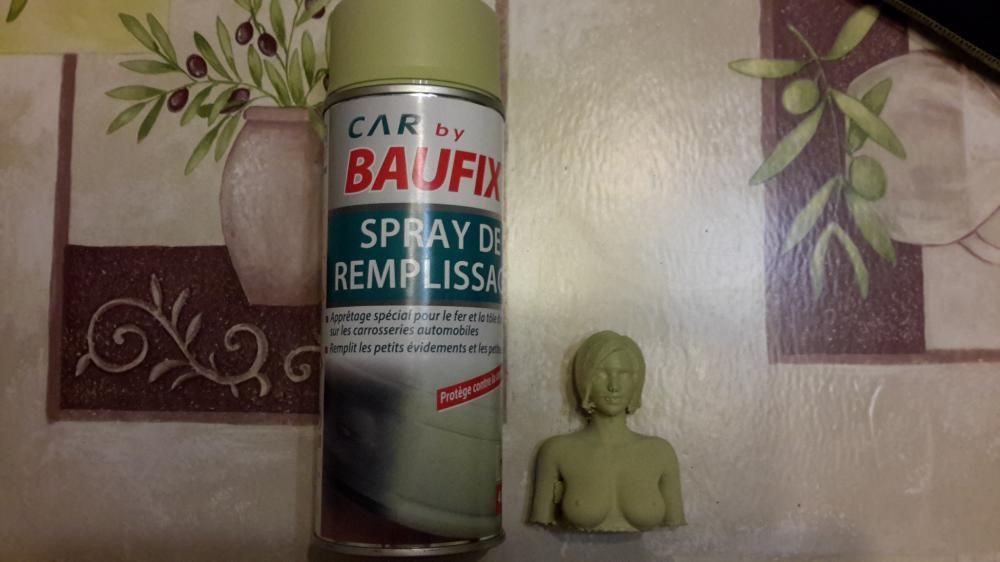 CAR by
BAUFIX
SPRAY DE
REMPLISSAG
Apprêtage spécial pour le fer et la tôle
sur les carrosseries automobiles
Remplit les petits évidements et les
Protège contre la